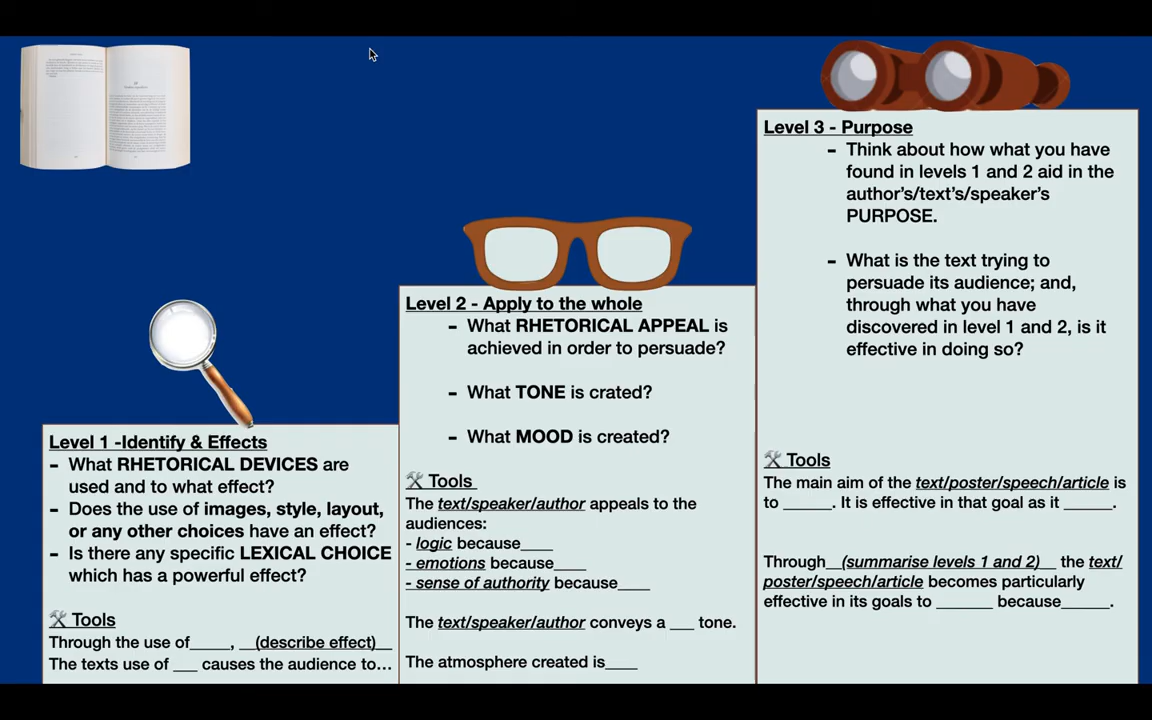 Level 1 -Identify & Effects
- What RHETORICAL DEVICES are
used and to what effect?
- Does the use of images, style, layout,
or any other choices have an effect?
- Is there any specific LEXICAL CHOICE
which has a powerful effect?
🛠 Tools
Through the use of_____, __(describe effect)__
The texts use of ___ causes the audience to…
Level 2 - Apply to the whole
- What RHETORICAL APPEAL is
achieved in order to persuade?
- What TONE is crated?
- What MOOD is created?
🛠 Tools
The text/speaker/author appeals to the
audiences:
- logic because____
- emotions because____
- sense of authority because____
The text/speaker/author conveys a ___ tone.
The atmosphere created is____
Level 3 - Purpose
- Think about how what you have
found in levels 1 and 2 aid in the
author’s/text’s/speaker’s
PURPOSE.
- What is the text trying to
persuade its audience; and,
through what you have
discovered in level 1 and 2, is it
effective in doing so?
🛠 Tools
The main aim of the text/poster/speech/article is
to ______. It is effective in that goal as it ______.
Through__(summarise levels 1 and 2)__ the text/
poster/speech/article becomes particularly
effective in its goals to _______ because______.